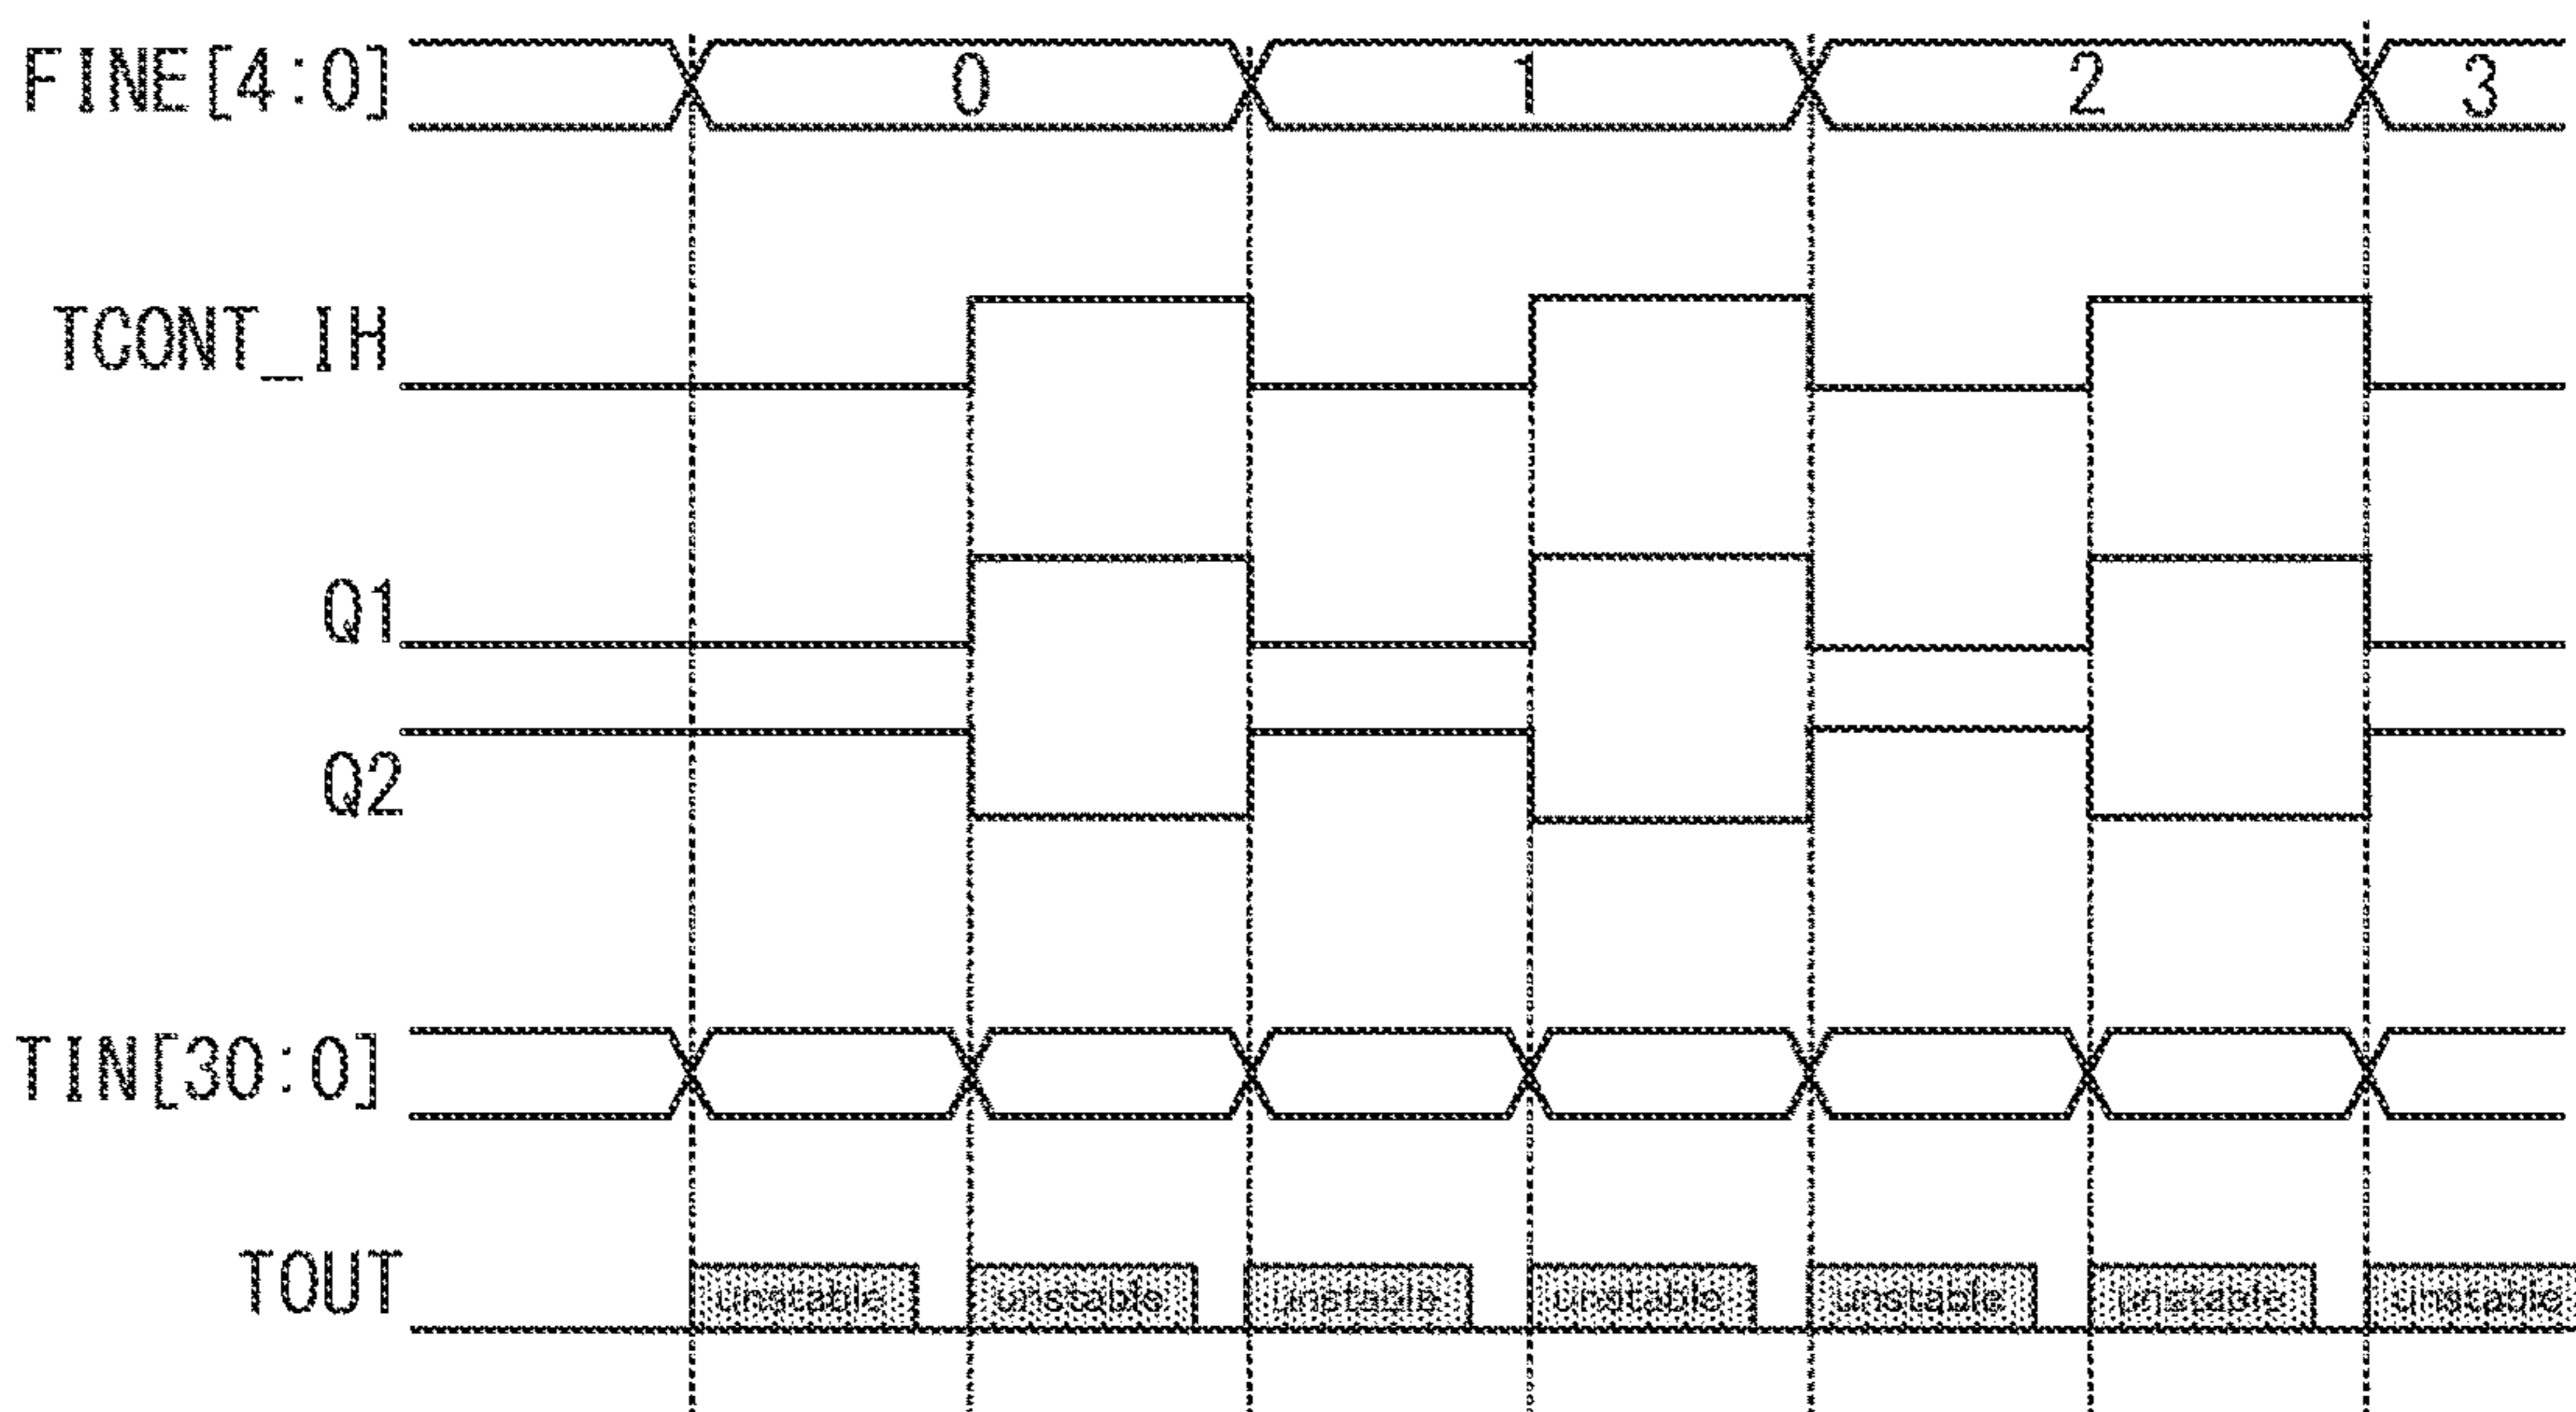 FINE[4:0] 0 1 2 3
TCONT_IH
Q1
Q2
TIN[30:0]
TOUT unstable unstable unstable unstable unstable unstable unstable